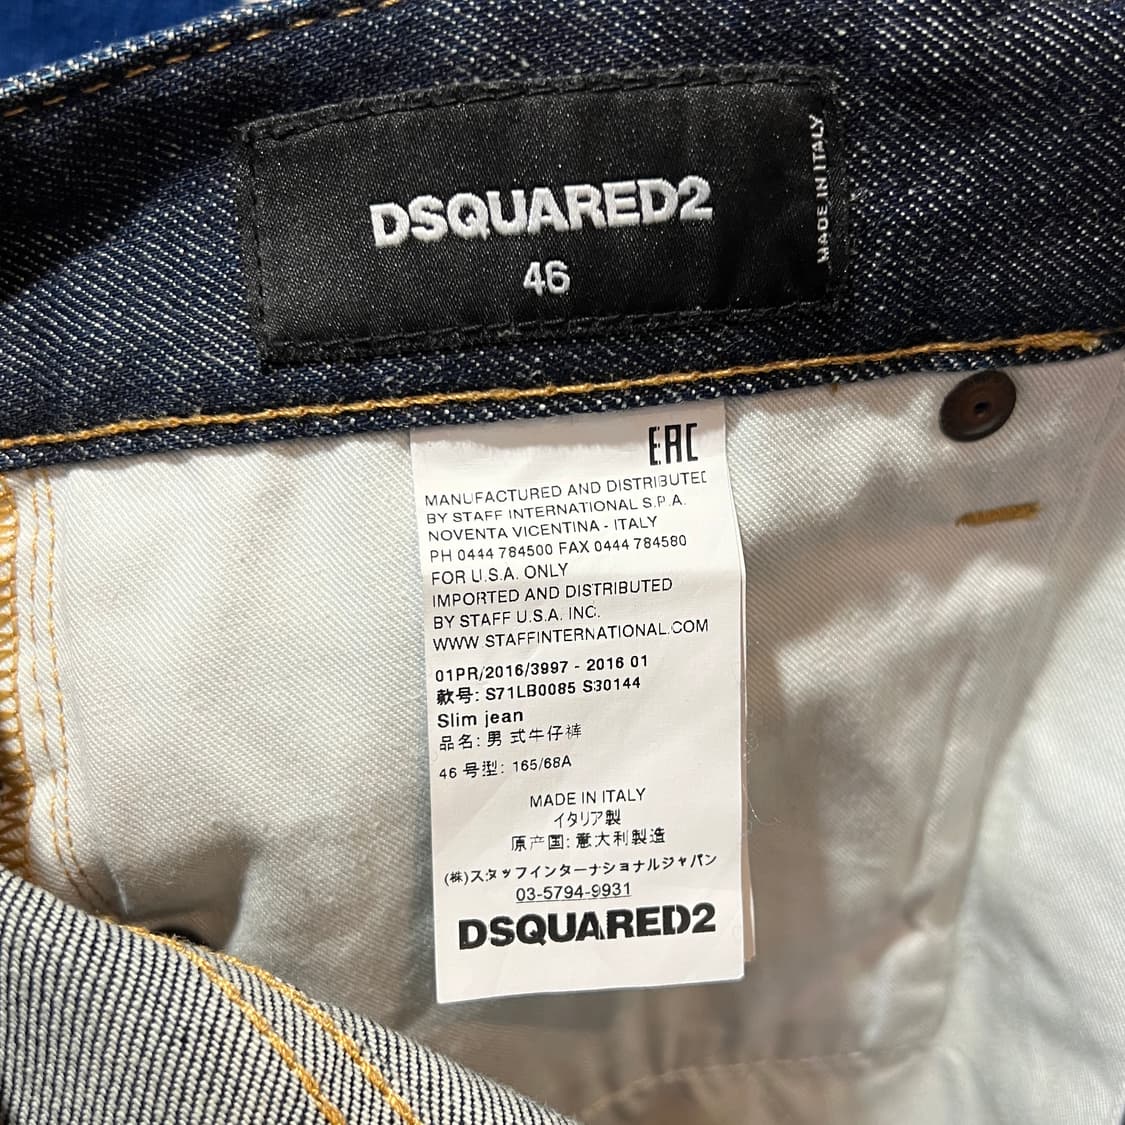 DSQUARED2
46
MADE IN ITALY
EAC
MANUFACTURED AND DISTRIBUTED
BY STAFF INTERNATIONAL S.P.A.
NOVENTA VICENTINA - ITALY
PH 0444 784500 FAX 0444 784580
FOR U.S.A. ONLY
IMPORTED AND DISTRIBUTED
BY STAFF U.S.A. INC.
WWW.STAFFINTERNATIONAL.COM
01PR/2016/3997 - 2016 01
款号: S71LB0085 S30144
Slim jean
品名: 男式牛仔裤
46 号型: 165/68A
MADE IN ITALY
イタリア製
原产国: 意大利製造
(株)スタッフインターナショナルジャパン
03-5794-9931
DSQUARED2